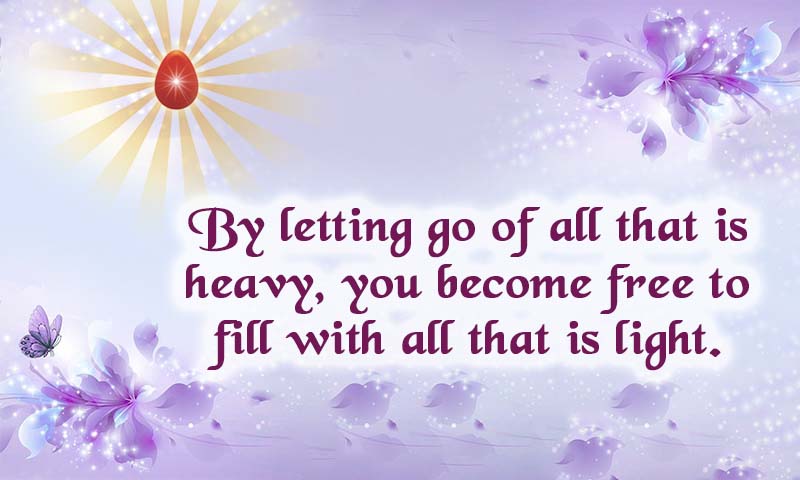 By letting go of all that is
heavy, you become free to
fill with all that is light.